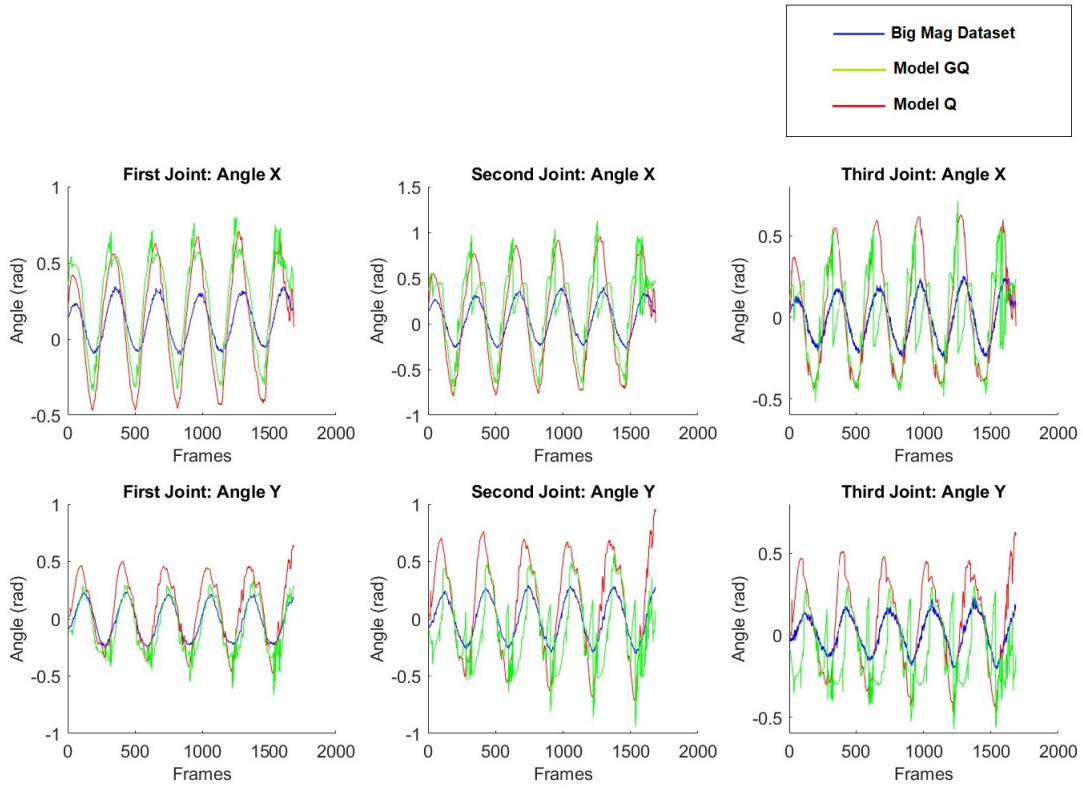 Big Mag Dataset
Model GQ
Model Q
First Joint: Angle X
1
0.5
0
-0.5
Angle (rad)
0 500 1000 1500 2000
Frames
Second Joint: Angle X
1.5
1
0.5
0
-0.5
-1
Angle (rad)
0 500 1000 1500 2000
Frames
Third Joint: Angle X
0.5
0
-0.5
Angle (rad)
0 500 1000 1500 2000
Frames
First Joint: Angle Y
1
0.5
0
-0.5
-1
Angle (rad)
0 500 1000 1500 2000
Frames
Second Joint: Angle Y
1
0.5
0
-0.5
-1
Angle (rad)
0 500 1000 1500 2000
Frames
Third Joint: Angle Y
0.5
0
-0.5
Angle (rad)
0 500 1000 1500 2000
Frames